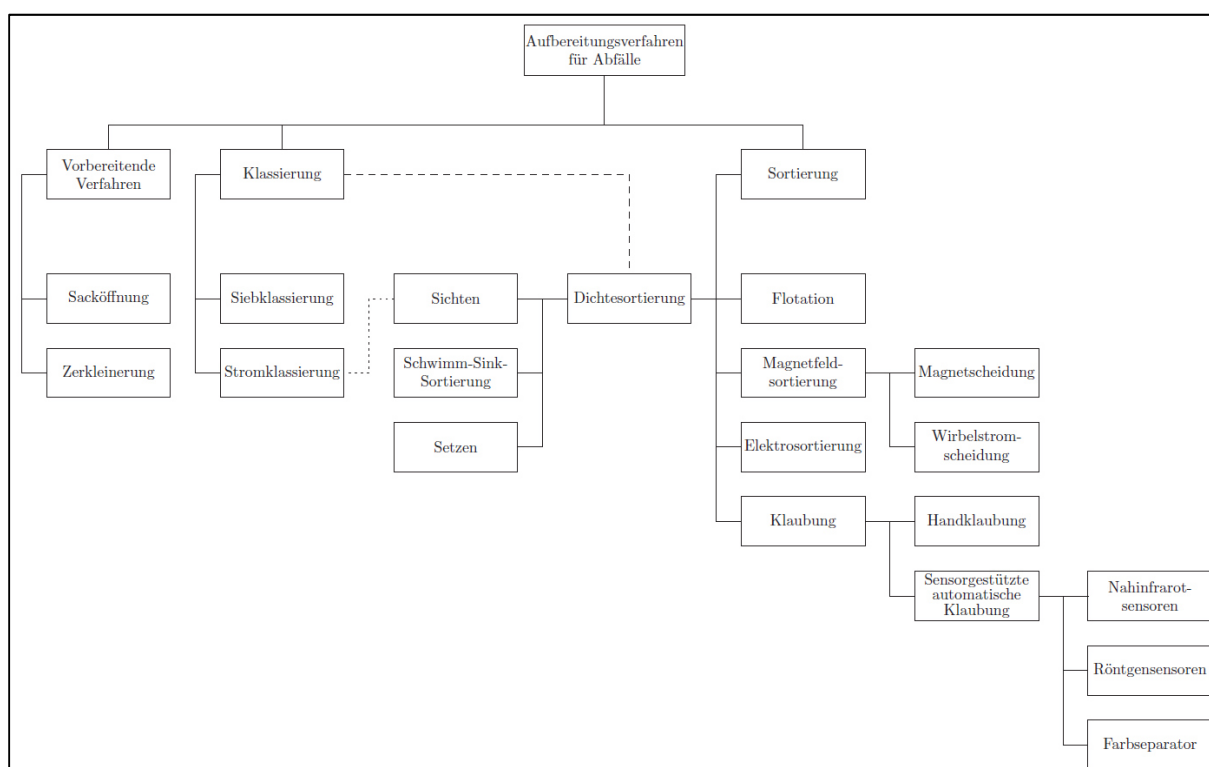 Aufbereitungsverfahren
für Abfälle
Vorbereitende
Verfahren
Klassierung
Sortierung
Sacköffnung
Siebklassierung
Sichten
Dichtesortierung
Flotation
Zerkleinerung
Stromklassierung
Schwimm-Sink-
Sortierung
Magnetfeld-
sortierung
Magnetscheidung
Setzen
Elektrosortierung
Wirbelstrom-
scheidung
Klaubung
Handklaubung
Sensorgestützte
automatische
Klaubung
Nahinfrarot-
sensoren
Röntgensensoren
Farbseparator